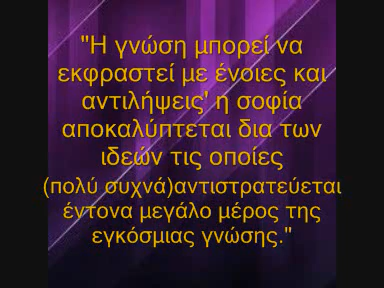 "Η γνώση μπορεί να
εκφραστεί με ένοιες και
αντιλήψεις' η σοφία
αποκαλύπτεται δια των
ιδεών τις οποίες
(πολύ συχνά)αντιστρατεύεται
έντονα μεγάλο μέρος της
εγκόσμιας γνώσης."